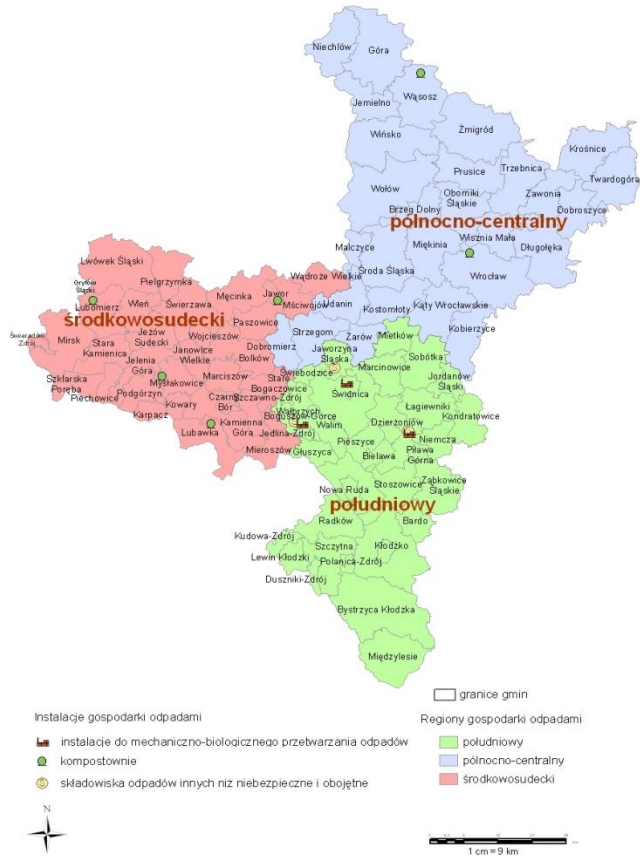 Niechlów
Góra
Wąsosz
Jemielno
Żmigród
Wińsko
Krośnice
Prusice
Trzebnica
Twardogóra
Wołów
Oborniki
Śląskie
Zawonia
Brzeg Dolny
Dobroszyce
północno-centralny
Wisznia Mała
Długołęka
Malczyce
Miękinia
Lwówek Śląski
Pielgrzymka
Wądroże Wielkie
Środa Śląska
Wrocław
Gryfów
Śląski
Lubomierz
Męcinka
Jawor
Mściwojów
Udanin
Wleń
Świerzawa
Kostomłoty
Kąty Wrocławskie
środkowosudecki
Paszowice
Strzegom
Kobierzyce
Świeradów
Zdrój
Mirsk
Stara
Kamienica
Jeżów
Sudecki
Wojcieszów
Dobromierz
Żarów
Mietków
Jelenia
Góra
Janowice
Wielkie
Bolków
Jaworzyna
Śląska
Sobótka
Szklarska
Poręba
Piechowice
Mysłakowice
Marciszów
Stare
Bogaczowice
Świebodzice
Marcinowice
Jordanów
Śląski
Podgórzyn
Kowary
Karpacz
Czarny
Bór
Szczawno-Zdrój
Świdnica
Łagiewniki
Kondratowice
Wałbrzych
Boguszów-Gorce
Lubawka
Kamienna
Góra
Jedlina-Zdrój
Walim
Dzierżoniów
Niemcza
Mieroszów
Głuszyca
Pieszyce
Bielawa
Piława
Górna
Nowa Ruda
Stoszowice
Ząbkowice
Śląskie
południowy
Radków
Bardo
Kudowa-Zdrój
Szczytna
Kłodzko
Lewin Kłodzki
Polanica-Zdrój
Duszniki-Zdrój
Bystrzyca Kłodzka
Międzylesie
granice gmin
Instalacje gospodarki odpadami
Regiony gospodarki odpadami
instalacje do mechaniczno-biologicznego przetwarzania odpadów
południowy
kompostownie
północno-centralny
składowiska odpadów innych niż niebezpieczne i obojętne
środkowosudecki
N
1 cm = 9 km